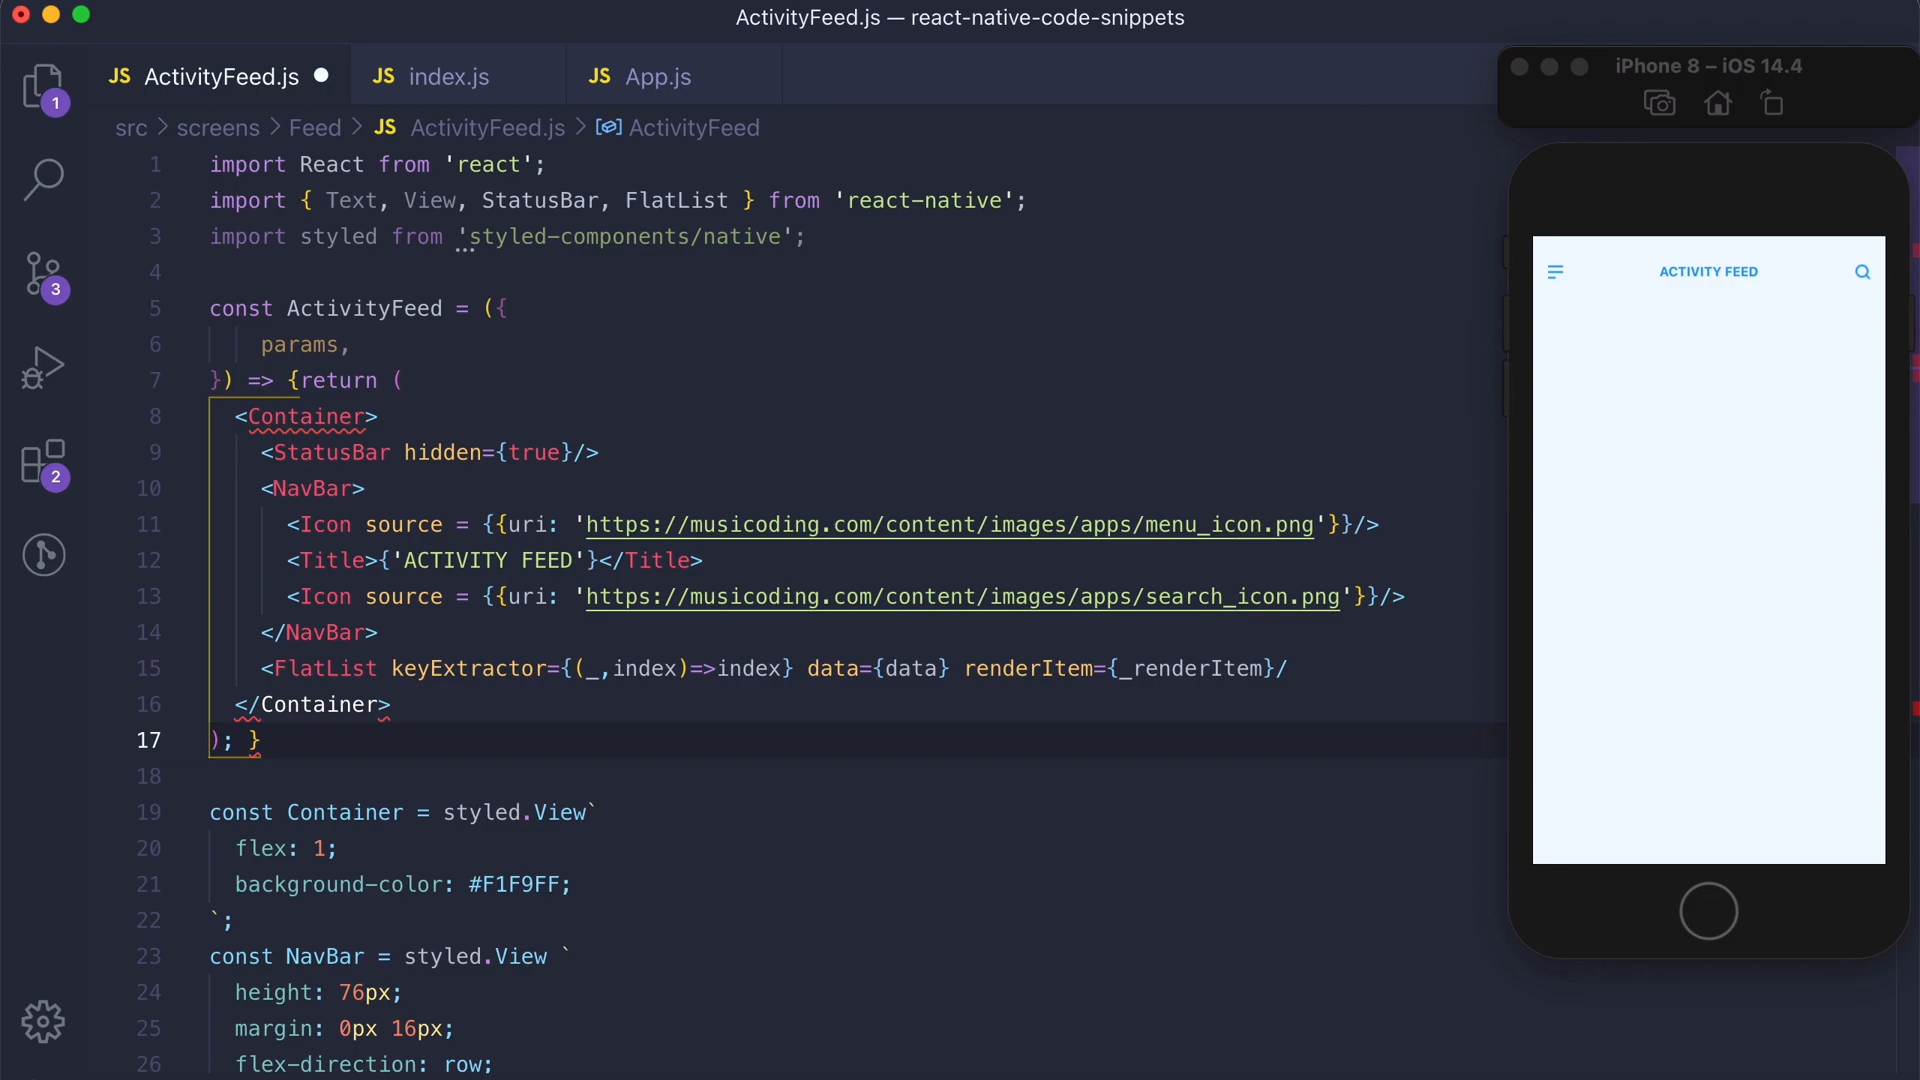 ActivityFeed.js — react-native-code-snippets
JS ActivityFeed.js
JS index.js
JS App.js
src > screens > Feed > JS ActivityFeed.js > ActivityFeed
1
3
2
1 import React from 'react';
2 import { Text, View, StatusBar, FlatList } from 'react-native';
3 import styled from 'styled-components/native';
4
5 const ActivityFeed = ({
6 params,
7 }) => {return (
8 <Container>
9 <StatusBar hidden={true}/>
10 <NavBar>
11 <Icon source = {{uri: 'https://musicoding.com/content/images/apps/menu_icon.png'}}/>
12 <Title>{'ACTIVITY FEED'}</Title>
13 <Icon source = {{uri: 'https://musicoding.com/content/images/apps/search_icon.png'}}/>
14 </NavBar>
15 <FlatList keyExtractor={(_,index)=>index} data={data} renderItem={_renderItem}/
16 </Container>
17 ); }
18
19 const Container = styled.View`
20 flex: 1;
21 background-color: #F1F9FF;
22 `;
23 const NavBar = styled.View `
24 height: 76px;
25 margin: 0px 16px;
26 flex-direction: row;
iPhone 8 – iOS 14.4
ACTIVITY FEED